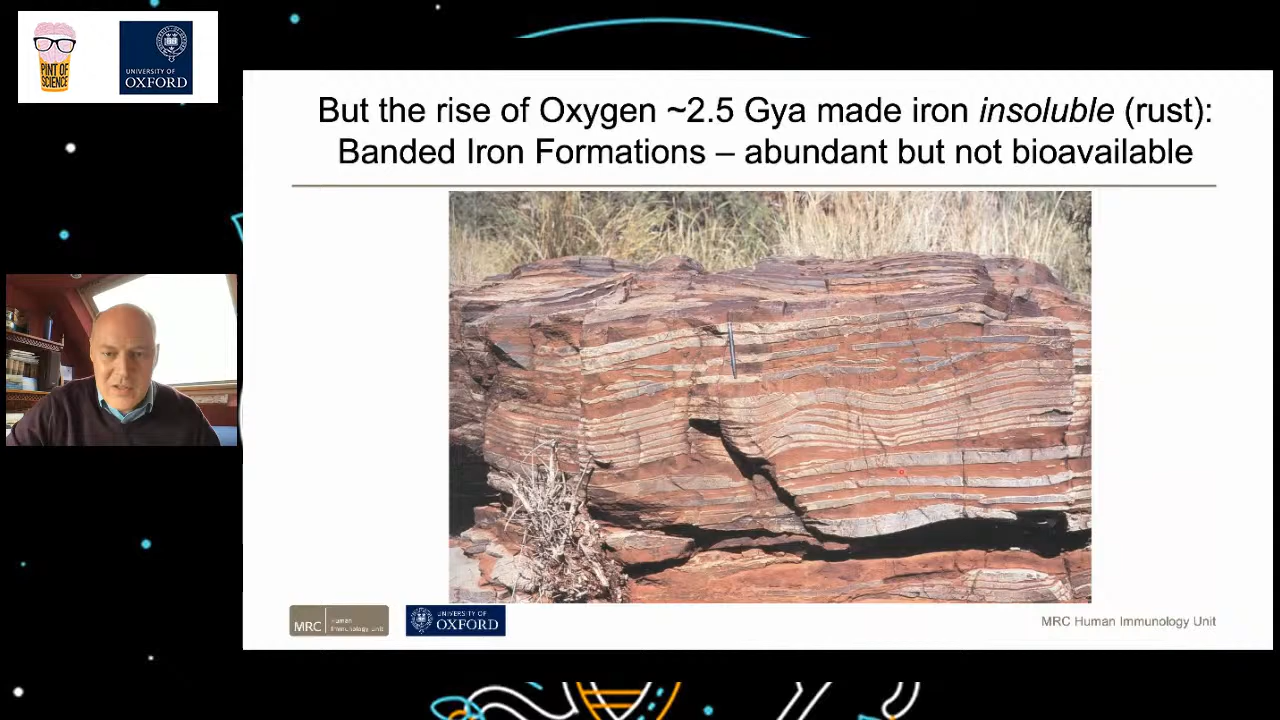 PINT OF
SCIENCE
UNIVERSITY OF
OXFORD
But the rise of Oxygen ~2.5 Gya made iron insoluble (rust):
Banded Iron Formations – abundant but not bioavailable
MRC
Human
Immunology Unit
UNIVERSITY OF
OXFORD
MRC Human Immunology Unit